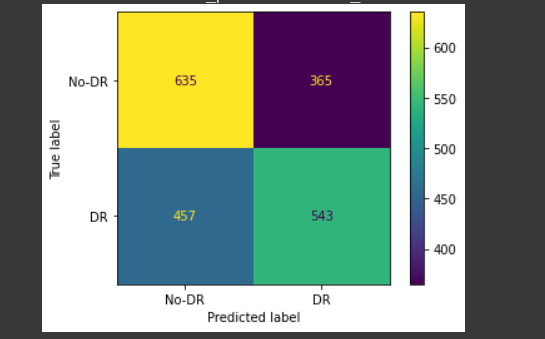 No-DR 635 365 600
550
True label 500
450
DR 457 543
400
No-DR DR
Predicted label